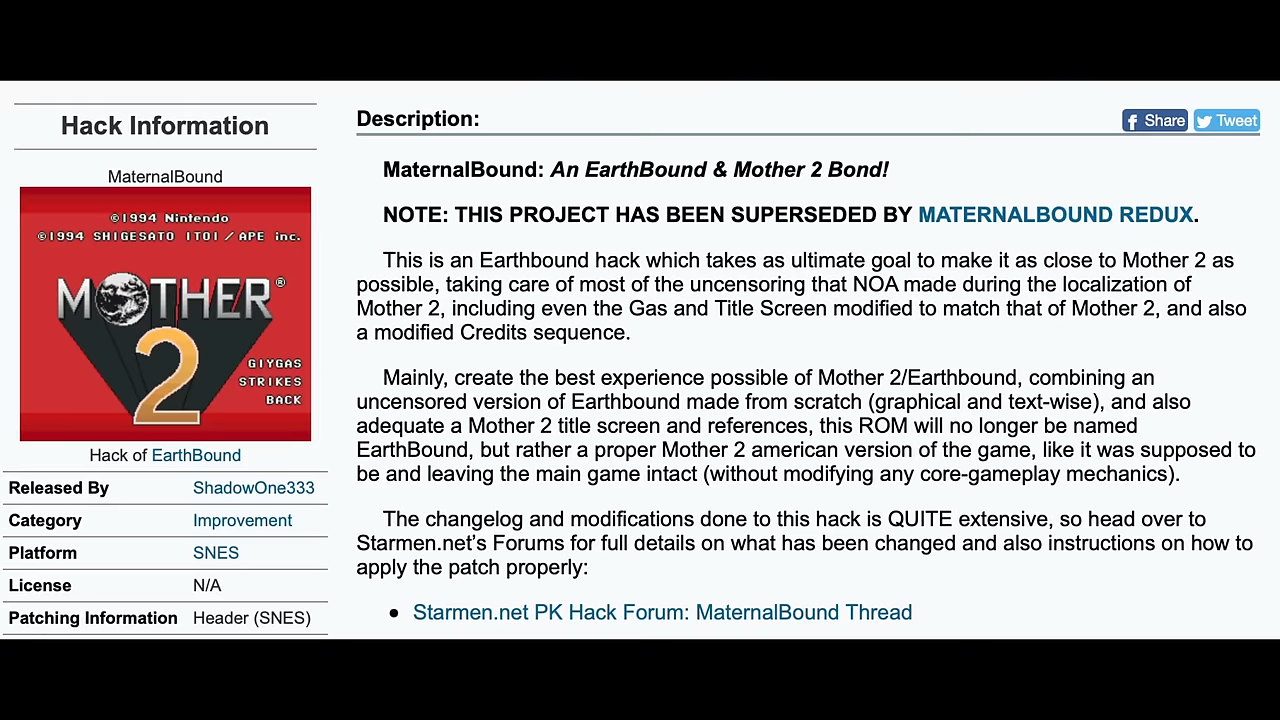 Hack Information
MaternalBound
©1994 Nintendo
©1994 SHIGESATO ITOI / APE inc.
MOTHER®
2
GIYGAS
STRIKES
BACK
Hack of EarthBound
Released By ShadowOne333
Category Improvement
Platform SNES
License N/A
Patching Information Header (SNES)
Description:
Share Tweet
MaternalBound: An EarthBound & Mother 2 Bond!
NOTE: THIS PROJECT HAS BEEN SUPERSEDED BY MATERNALBOUND REDUX.
This is an Earthbound hack which takes as ultimate goal to make it as close to Mother 2 as
possible, taking care of most of the uncensoring that NOA made during the localization of
Mother 2, including even the Gas and Title Screen modified to match that of Mother 2, and also
a modified Credits sequence.
Mainly, create the best experience possible of Mother 2/Earthbound, combining an
uncensored version of Earthbound made from scratch (graphical and text-wise), and also
adequate a Mother 2 title screen and references, this ROM will no longer be named
EarthBound, but rather a proper Mother 2 american version of the game, like it was supposed to
be and leaving the main game intact (without modifying any core-gameplay mechanics).
The changelog and modifications done to this hack is QUITE extensive, so head over to
Starmen.net's Forums for full details on what has been changed and also instructions on how to
apply the patch properly:
• Starmen.net PK Hack Forum: MaternalBound Thread